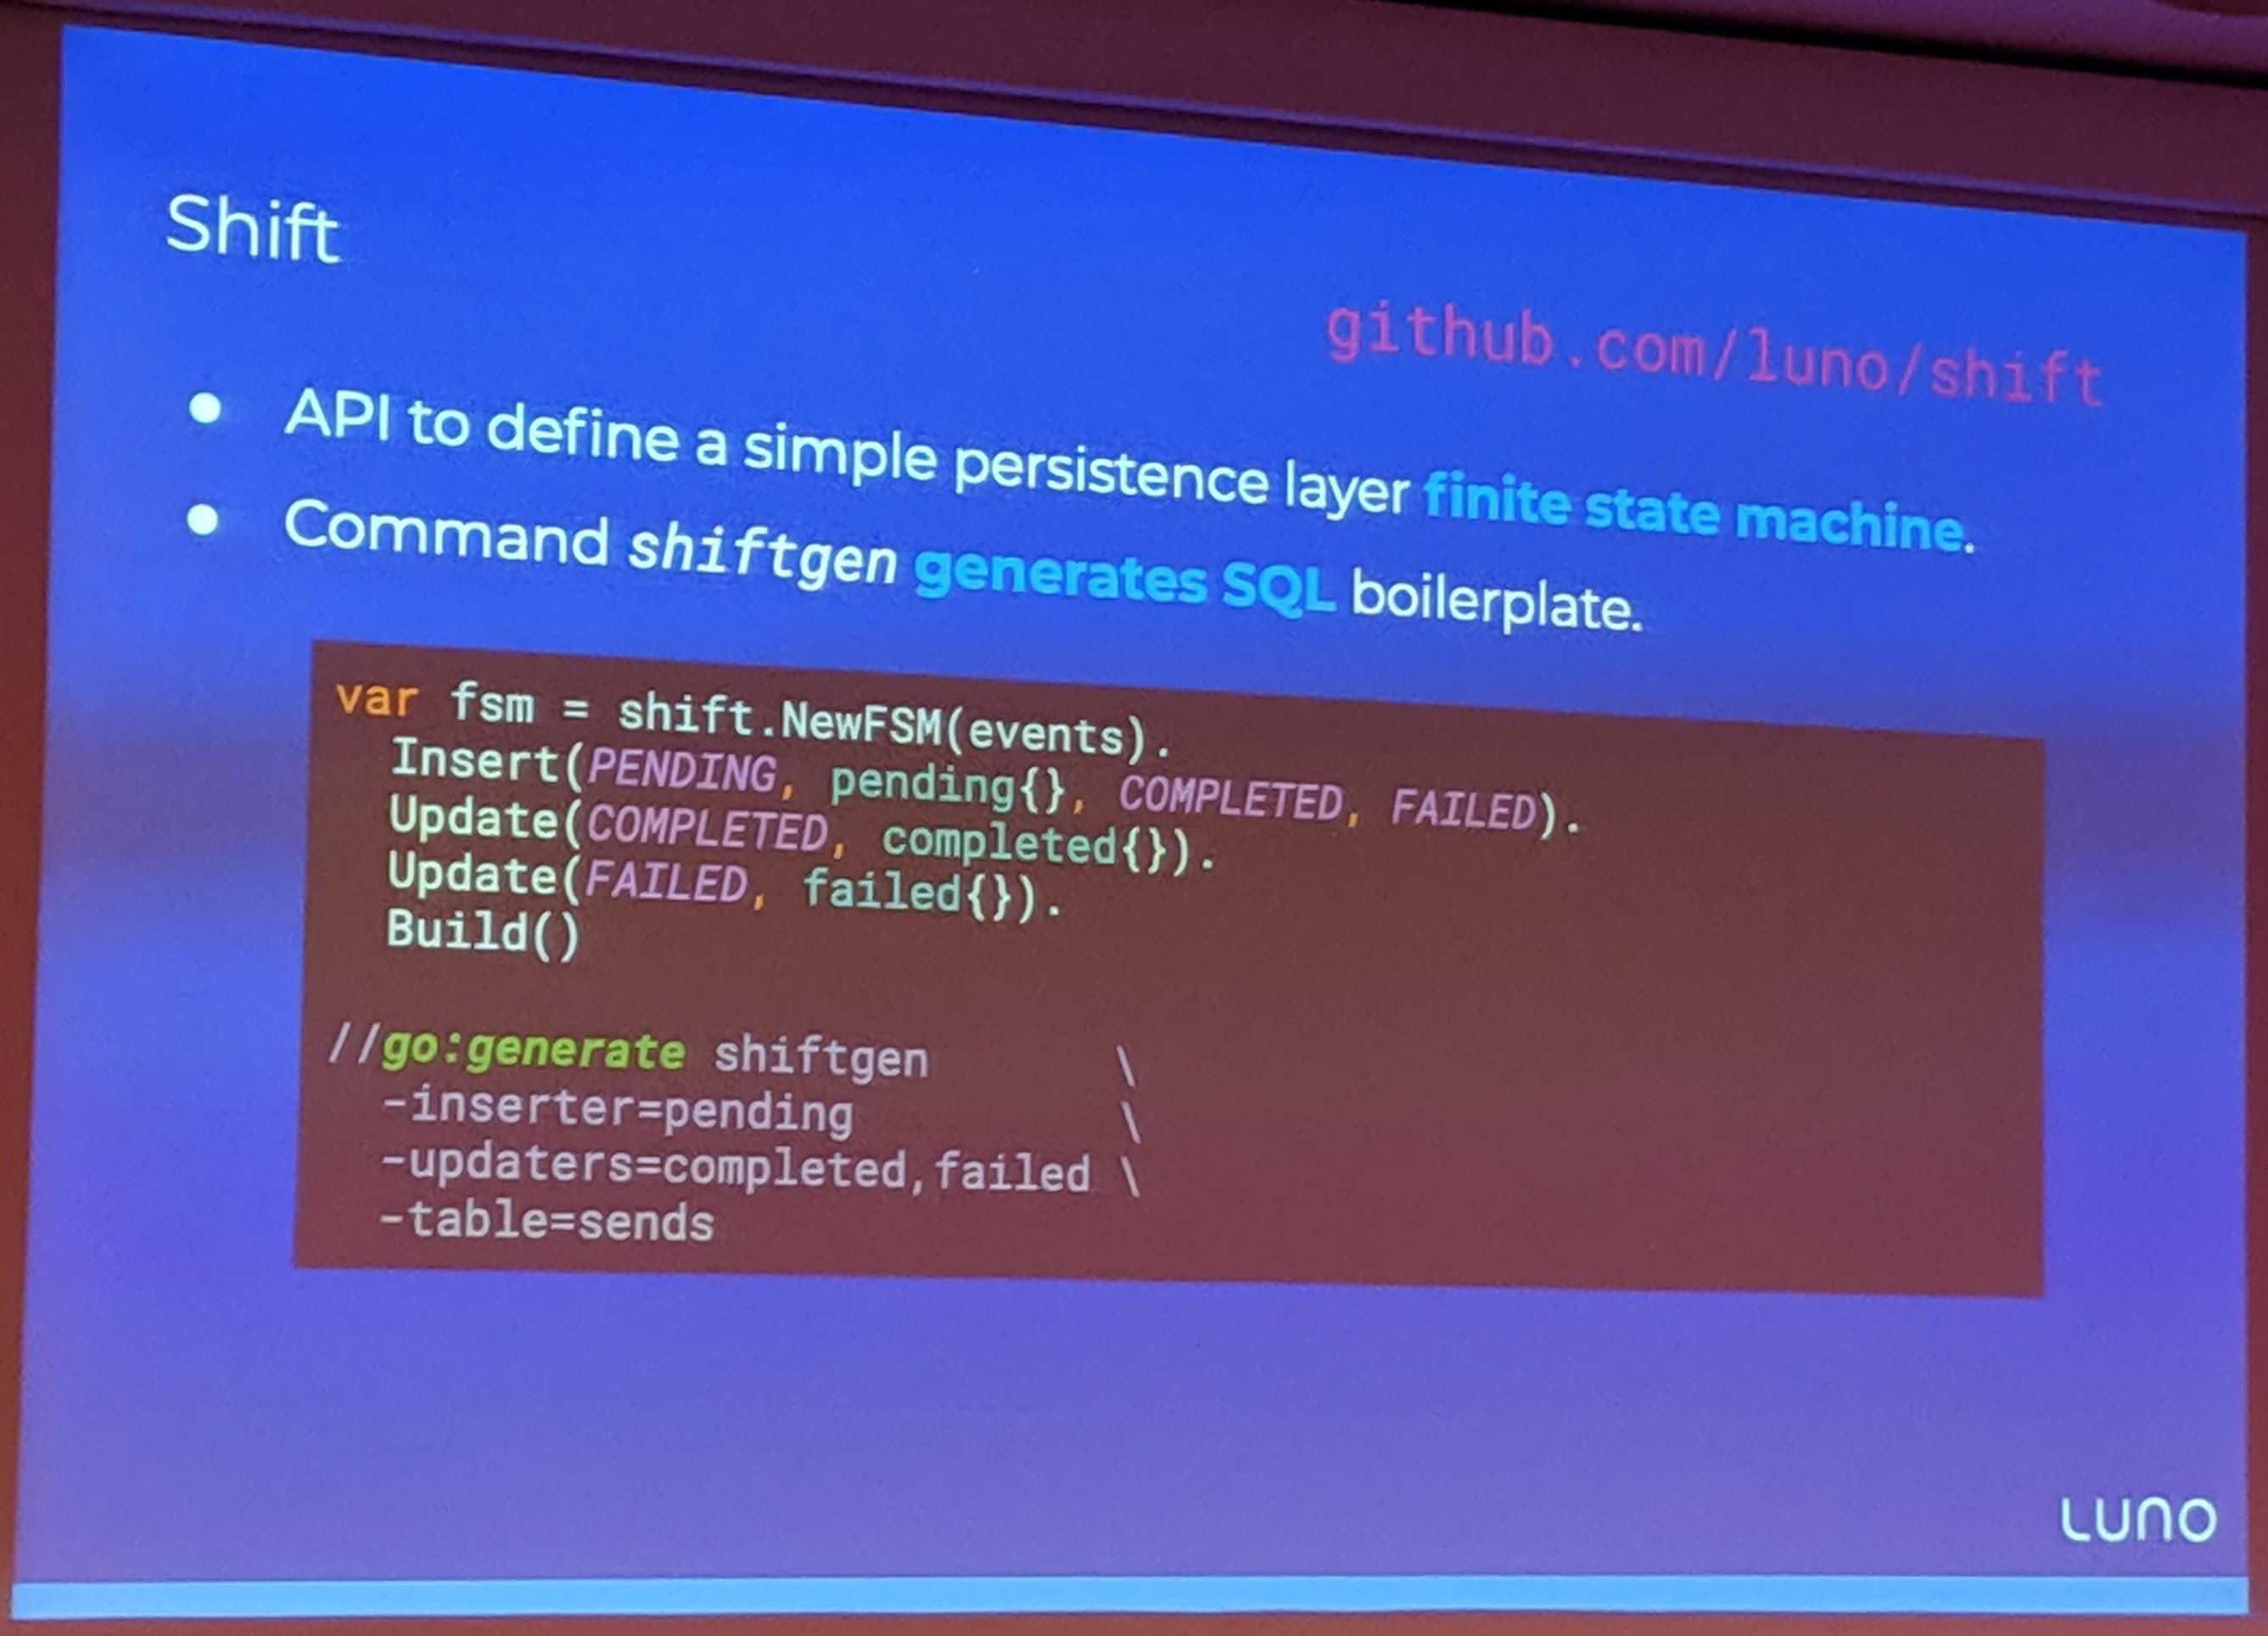 Shift
github.com/luno/shift
● API to define a simple persistence layer finite state machine.
● Command shiftgen generates SQL boilerplate.
var fsm = shift.NewFSM(events).
  Insert(PENDING, pending{}, COMPLETED, FAILED).
  Update(COMPLETED, completed{}).
  Update(FAILED, failed{}).
  Build()
//go:generate shiftgen       \
  -inserter=pending          \
  -updaters=completed,failed \
  -table=sends
LUNO